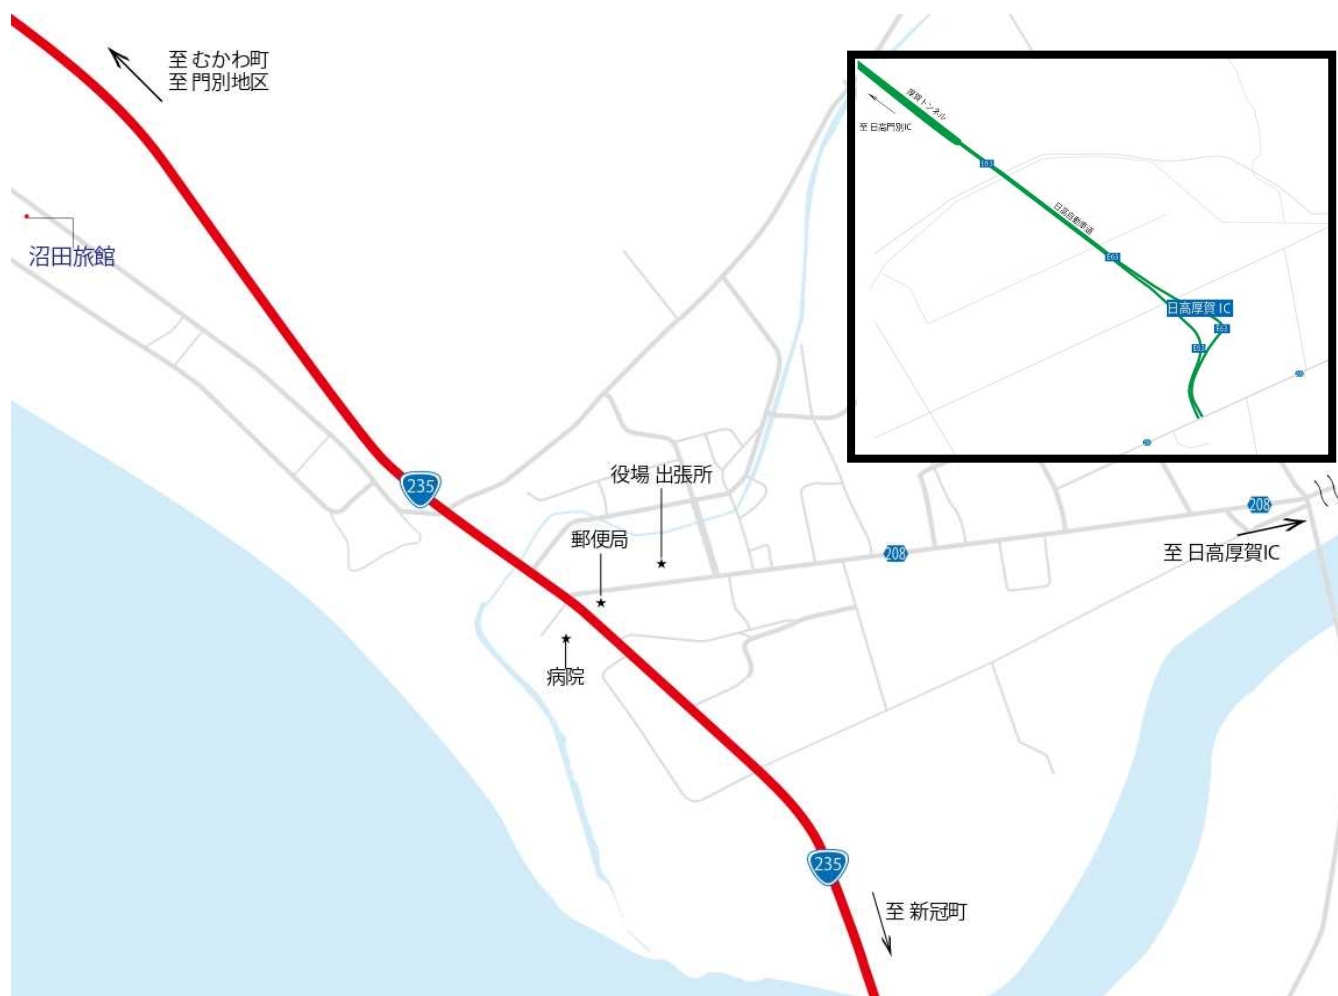 至 むかわ町
至 門別地区
沼田旅館
235
役場 出張所
郵便局
病院
208
208
至 日高厚賀IC
235
至 新冠町
厚賀トンネル
至 日高門別IC
E63
日高自動車道
E63
日高厚賀 IC
E63
E63